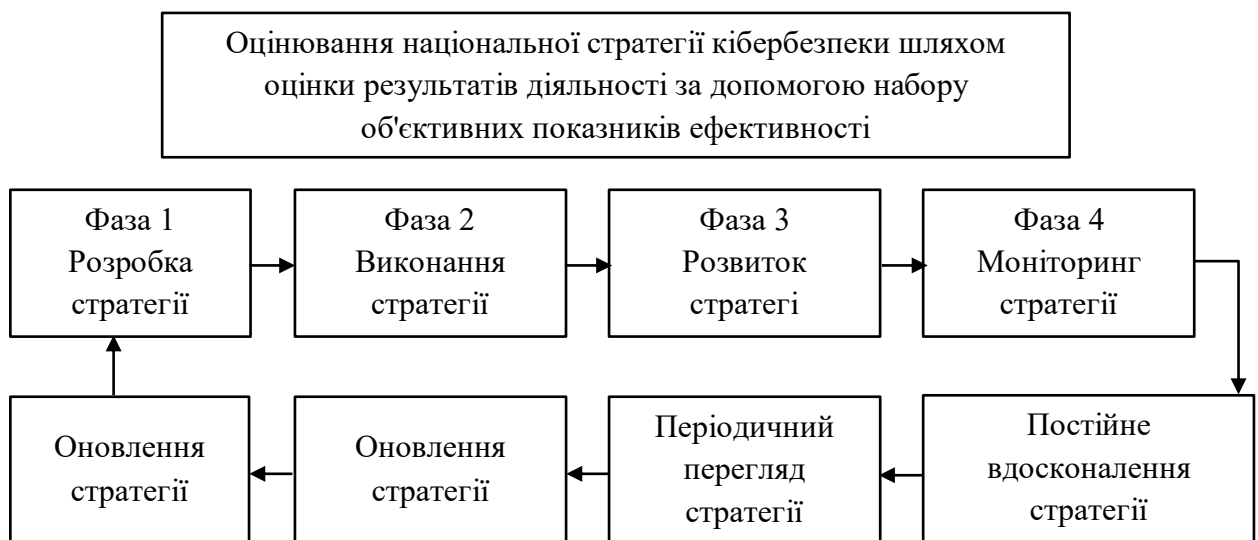 Оцінювання національної стратегії кібербезпеки шляхом
оцінки результатів діяльності за допомогою набору
об'єктивних показників ефективності
Фаза 1
Розробка
стратегії
Фаза 2
Виконання
стратегії
Фаза 3
Розвиток
стратегі
Фаза 4
Моніторинг
стратегії
Оновлення
стратегії
Оновлення
стратегії
Періодичний
перегляд
стратегії
Постійне
вдосконалення
стратегії